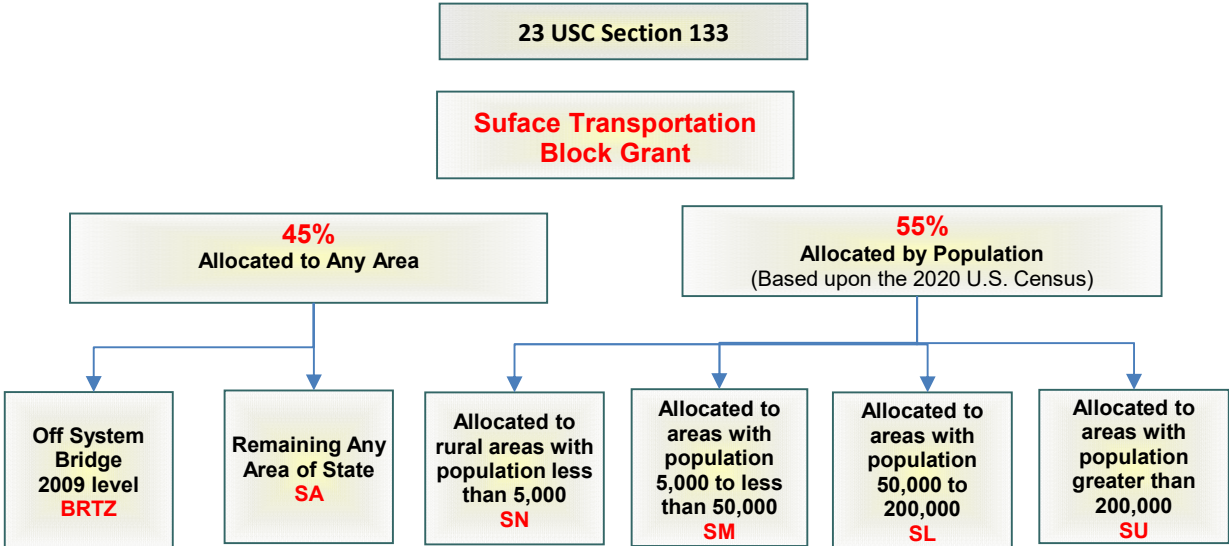 23 USC Section 133
Suface Transportation
Block Grant
45%
Allocated to Any Area
55%
Allocated by Population
(Based upon the 2020 U.S. Census)
Off System
Bridge
2009 level
BRTZ
Remaining Any
Area of State
SA
Allocated to
rural areas with
population less
than 5,000
SN
Allocated to
areas with
population
5,000 to less
than 50,000
SM
Allocated to
areas with
population
50,000 to
200,000
SL
Allocated to
areas with
population
greater than
200,000
SU